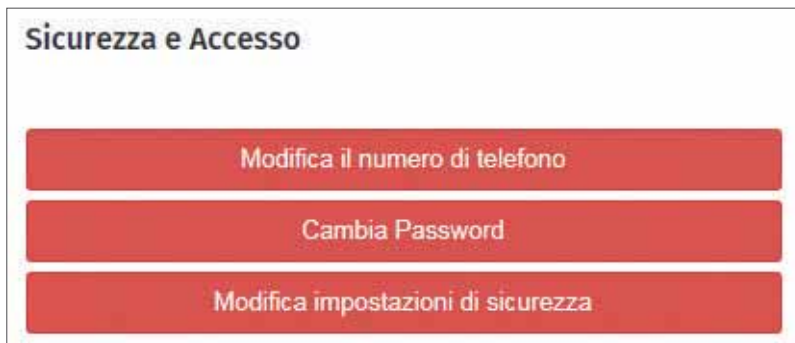 Sicurezza e Accesso
Modifica il numero di telefono
Cambia Password
Modifica impostazioni di sicurezza